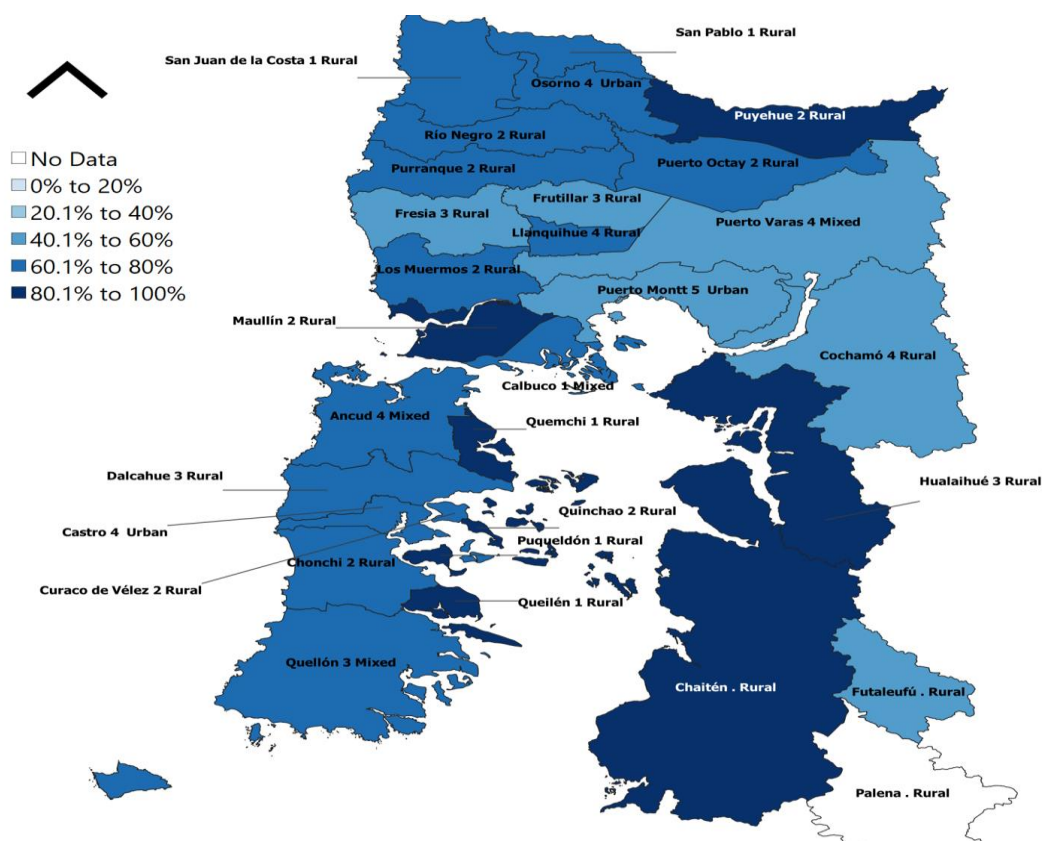 San Pablo 1 Rural
San Juan de la Costa 1 Rural
Osorno 4 Urban
Puyehue 2 Rural
Río Negro 2 Rural
No Data
0% to 20%
20.1% to 40%
40.1% to 60%
60.1% to 80%
80.1% to 100%
Purranque 2 Rural
Puerto Octay 2 Rural
Frutillar 3 Rural
Fresia 3 Rural
Puerto Varas 4 Mixed
Llanquihue 4 Rural
Los Muermos 2 Rural
Puerto Montt 5 Urban
Maullín 2 Rural
Cochamó 4 Rural
Calbuco 1 Mixed
Ancud 4 Mixed
Quemchi 1 Rural
Dalcahue 3 Rural
Hualaihué 3 Rural
Quinchao 2 Rural
Castro 4 Urban
Puqueldón 1 Rural
Chonchi 2 Rural
Curaco de Vélez 2 Rural
Queilén 1 Rural
Quellón 3 Mixed
Chaitén . Rural
Futaleufú . Rural
Palena . Rural